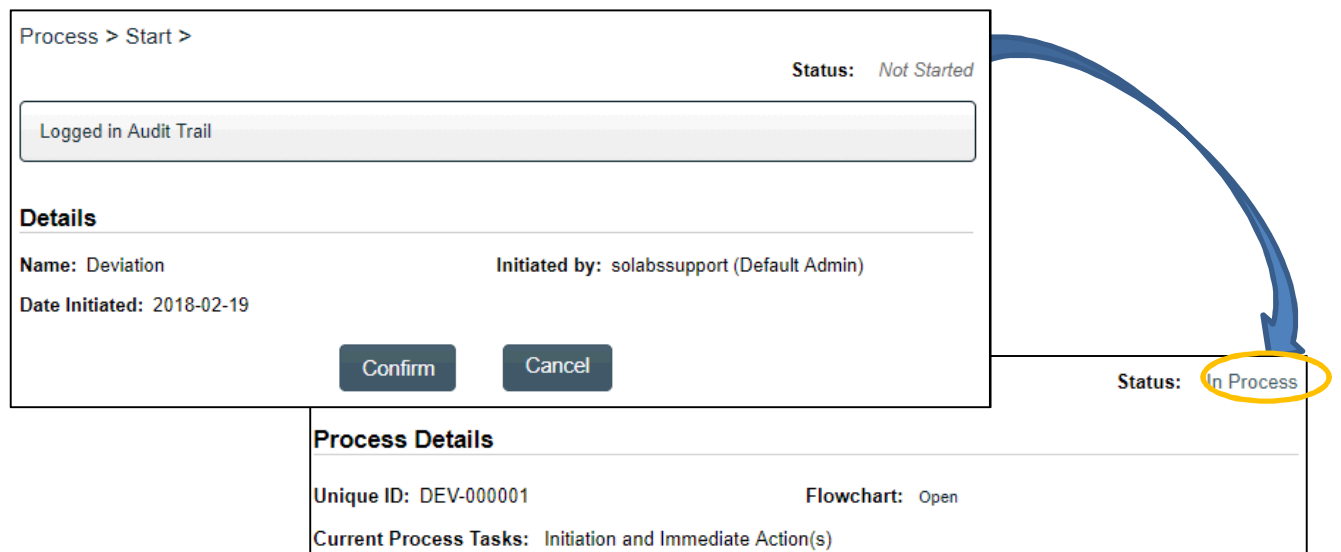 Process > Start >
Status: Not Started
Logged in Audit Trail
Details
Name: Deviation Initiated by: solabssupport (Default Admin)
Date Initiated: 2018-02-19
Confirm Cancel
Status: In Process
Process Details
Unique ID: DEV-000001 Flowchart: Open
Current Process Tasks: Initiation and Immediate Action(s)